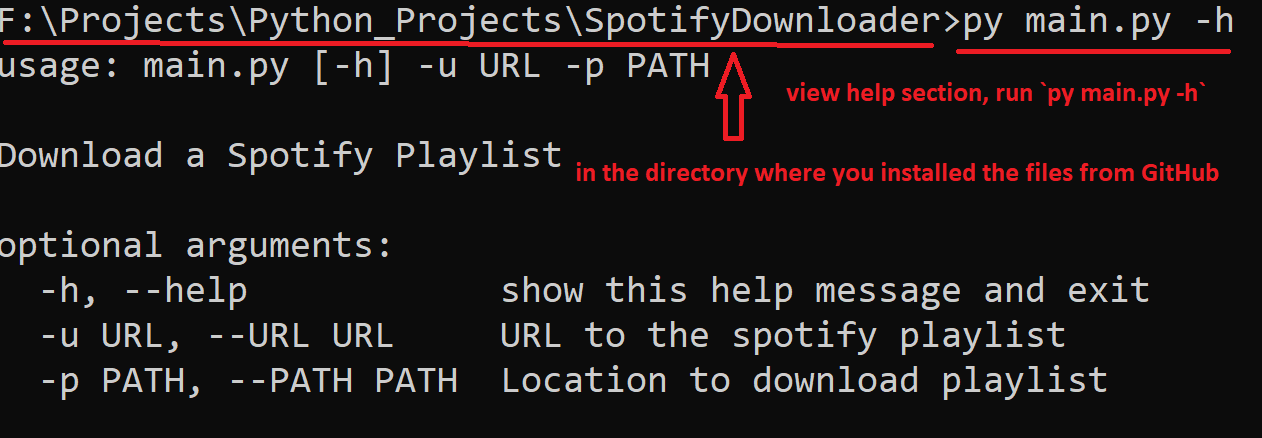 F:\Projects\Python_Projects\SpotifyDownloader>py main.py -h
usage: main.py [-h] -u URL -p PATH
view help section, run `py main.py -h`
Download a Spotify Playlist
in the directory where you installed the files from GitHub
optional arguments:
-h, --help show this help message and exit
-u URL, --URL URL URL to the spotify playlist
-p PATH, --PATH PATH Location to download playlist